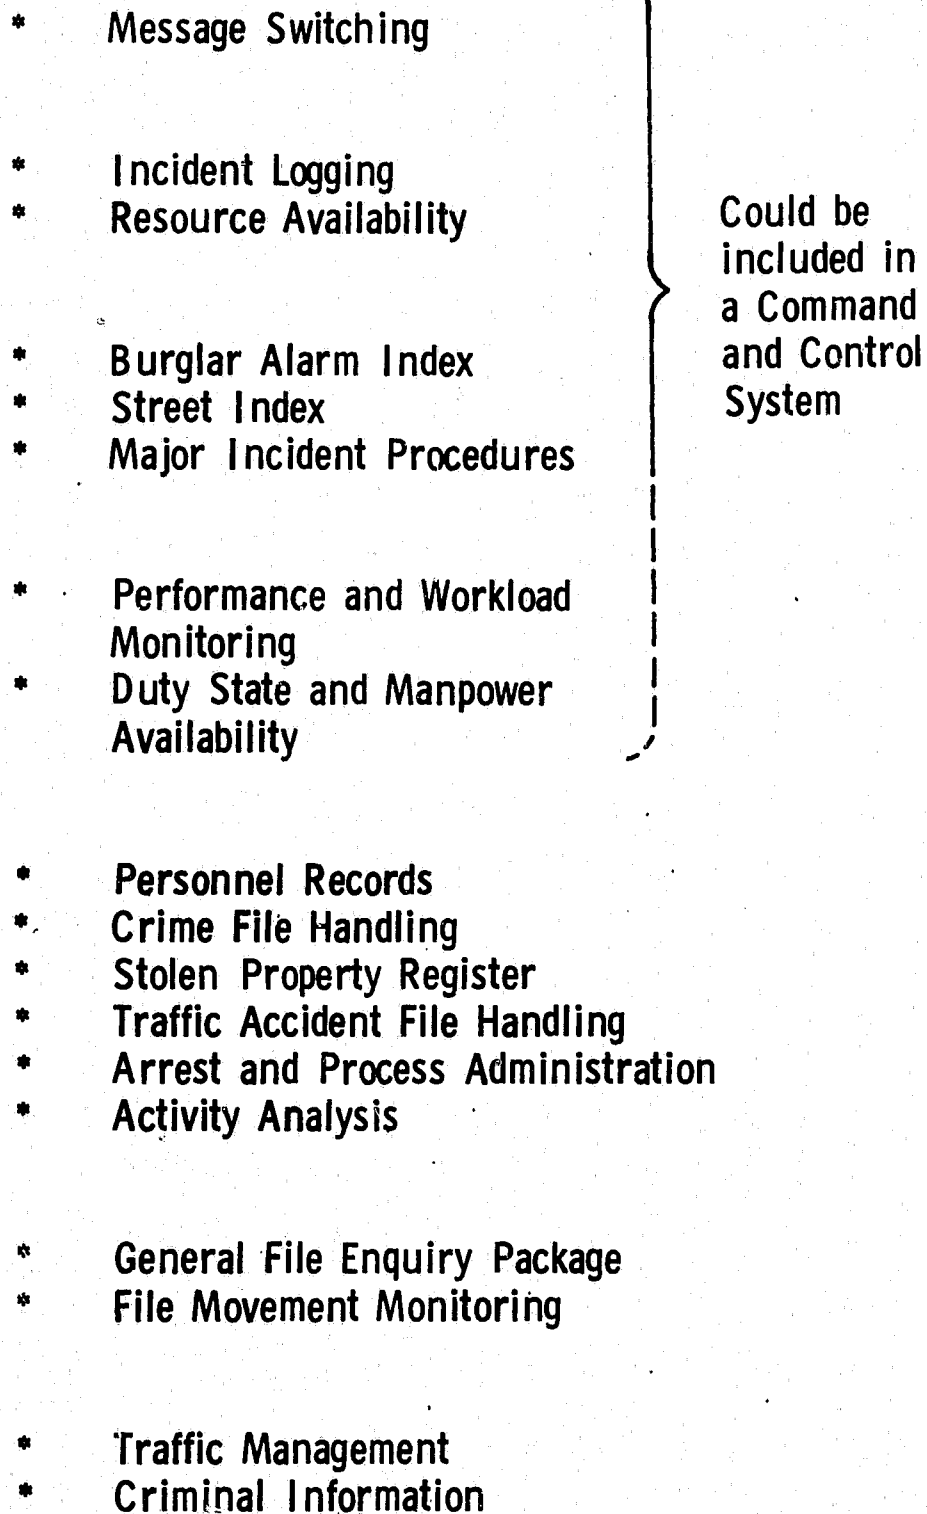 * Message Switching
* Incident Logging
* Resource Availability
* Burglar Alarm Index
* Street Index
* Major Incident Procedures
* Performance and Workload
Monitoring
* Duty State and Manpower
Availability
Could be
included in
a Command
and Control
System
* Personnel Records
* Crime File Handling
* Stolen Property Register
* Traffic Accident File Handling
* Arrest and Process Administration
* Activity Analysis
* General File Enquiry Package
* File Movement Monitoring
* Traffic Management
* Criminal Information